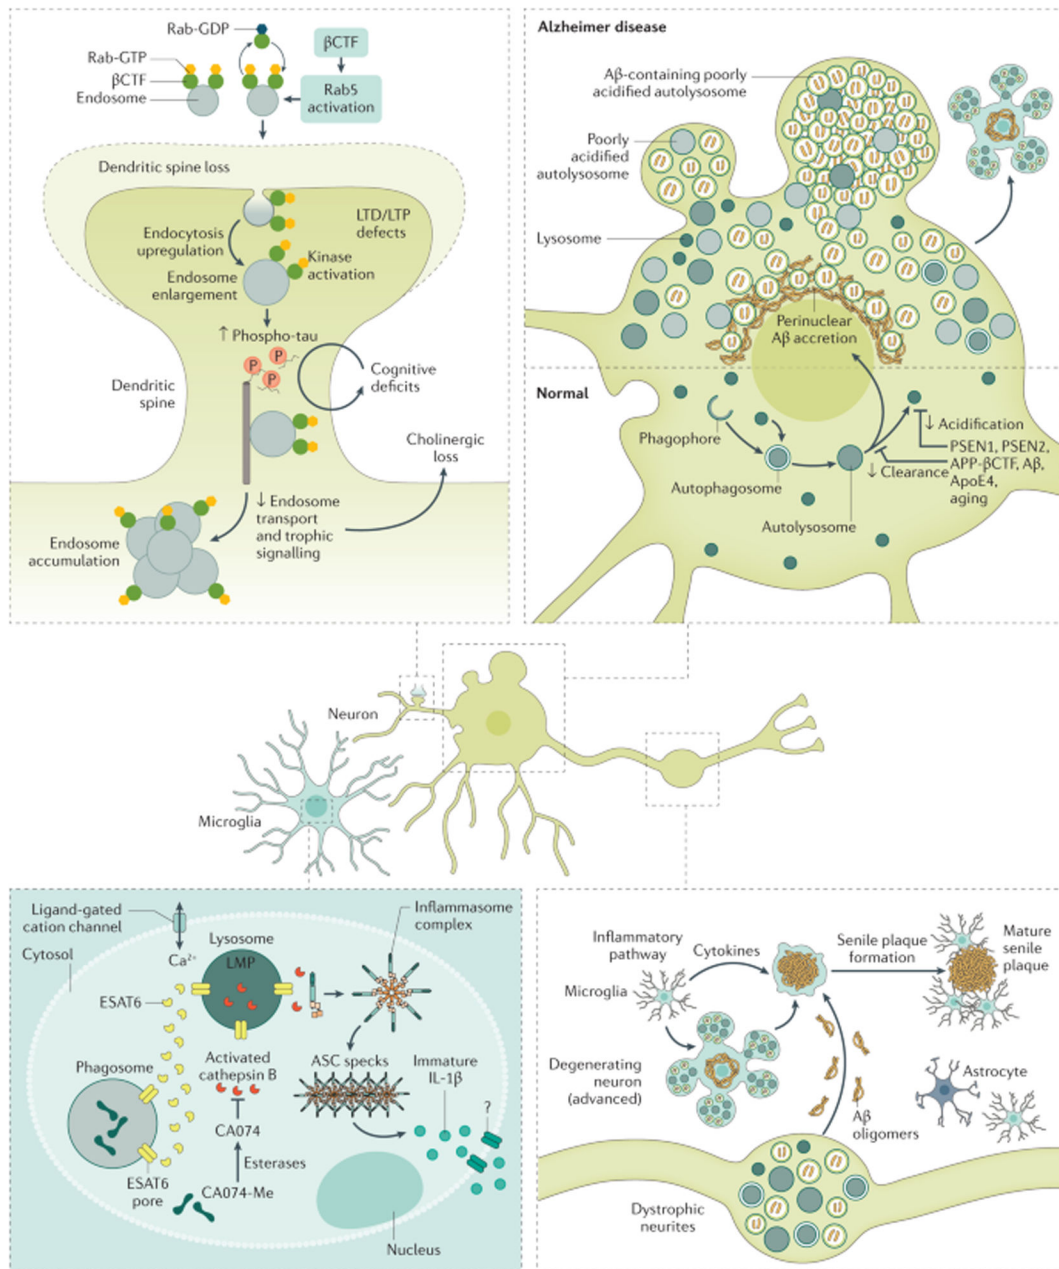 Rab-GDP
Rab-GTP
βCTF
Endosome
βCTF
Rab5
activation
Dendritic spine loss
Endocytosis
upregulation
LTD/LTP
defects
Kinase
activation
Endosome
enlargement
↑ Phospho-tau
P
P
P
Cognitive
deficits
Dendritic
spine
Cholinergic
loss
↓ Endosome
transport
and trophic
signalling
Endosome
accumulation
Alzheimer disease
Aβ-containing poorly
acidified autolysosome
Poorly
acidified
autolysosome
Lysosome
Perinuclear
Aβ accretion
Normal
Phagophore
Autophagosome
Autolysosome
↓ Acidification
↓ Clearance
PSEN1, PSEN2,
APP-βCTF, Aβ,
ApoE4,
aging
Neuron
Microglia
Ligand-gated
cation channel
Cytosol
Ca²⁺
Lysosome
LMP
Inflammasome
complex
ESAT6
Phagosome
Activated
cathepsin B
ASC specks
Immature
IL-1β
?
CA074
Esterases
ESAT6
pore
CA074-Me
Nucleus
Inflammatory
pathway
Cytokines
Senile plaque
formation
Mature
senile
plaque
Microglia
Degenerating
neuron
(advanced)
Astrocyte
Aβ
oligomers
Dystrophic
neurites